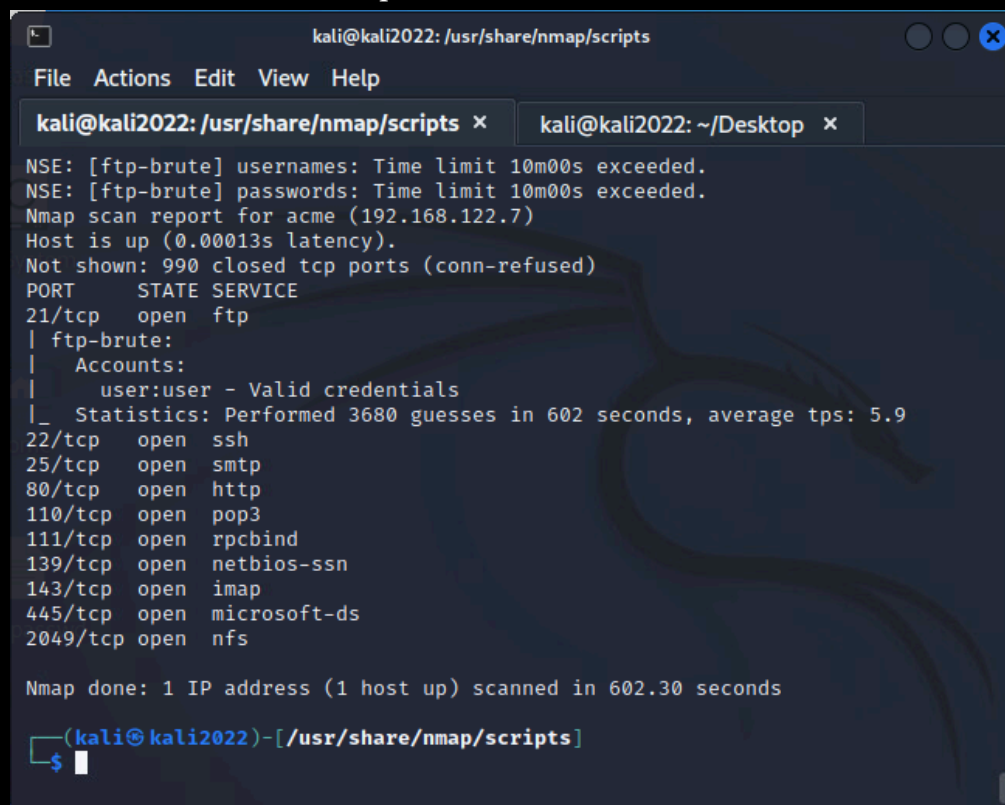 kali@kali2022: /usr/share/nmap/scripts
File Actions Edit View Help
kali@kali2022: /usr/share/nmap/scripts × kali@kali2022: ~/Desktop ×
NSE: [ftp-brute] usernames: Time limit 10m00s exceeded.
NSE: [ftp-brute] passwords: Time limit 10m00s exceeded.
Nmap scan report for acme (192.168.122.7)
Host is up (0.00013s latency).
Not shown: 990 closed tcp ports (conn-refused)
PORT     STATE SERVICE
21/tcp   open  ftp
| ftp-brute:
|   Accounts:
|     user:user - Valid credentials
|_  Statistics: Performed 3680 guesses in 602 seconds, average tps: 5.9
22/tcp   open  ssh
25/tcp   open  smtp
80/tcp   open  http
110/tcp  open  pop3
111/tcp  open  rpcbind
139/tcp  open  netbios-ssn
143/tcp  open  imap
445/tcp  open  microsoft-ds
2049/tcp open  nfs
Nmap done: 1 IP address (1 host up) scanned in 602.30 seconds
┌──(kali㉿kali2022)-[/usr/share/nmap/scripts]
└─$